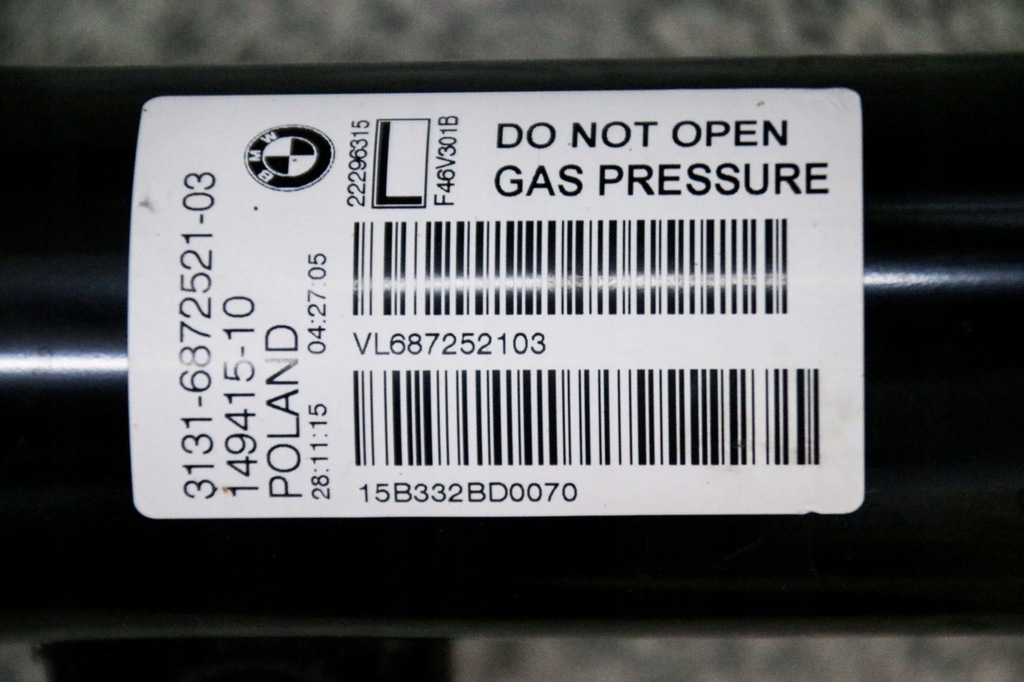 3131-6872521-03
149415-10
POLAND
28:11:15 04:27:05
BMW
22296315
L
F46V301B
DO NOT OPEN
GAS PRESSURE
VL687252103
15B332BD0070